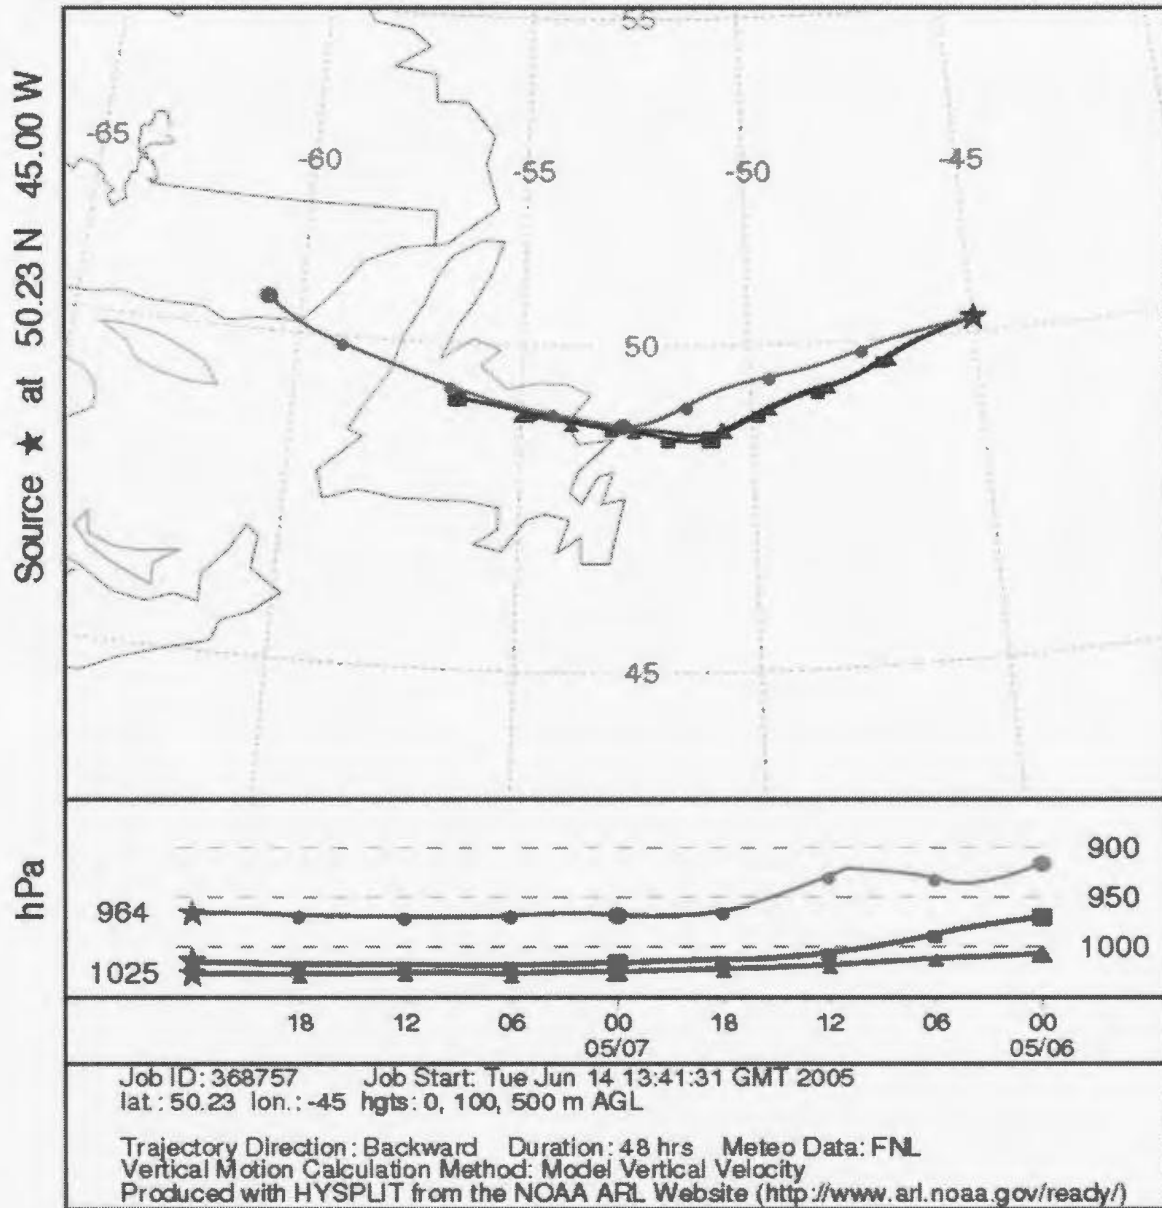 55
-65
-60
-55
-50
-45
50
45
Source ★ at 50.23 N 45.00 W
hPa
900
964
950
1000
1025
18 12 06 00 18 12 06 00
05/07 05/06
Job ID: 368757 Job Start: Tue Jun 14 13:41:31 GMT 2005
lat.: 50.23 lon.: -45 hgts: 0, 100, 500 m AGL
Trajectory Direction: Backward Duration: 48 hrs Meteo Data: FNL
Vertical Motion Calculation Method: Model Vertical Velocity
Produced with HYSPLIT from the NOAA ARL Website (http://www.arl.noaa.gov/ready/)